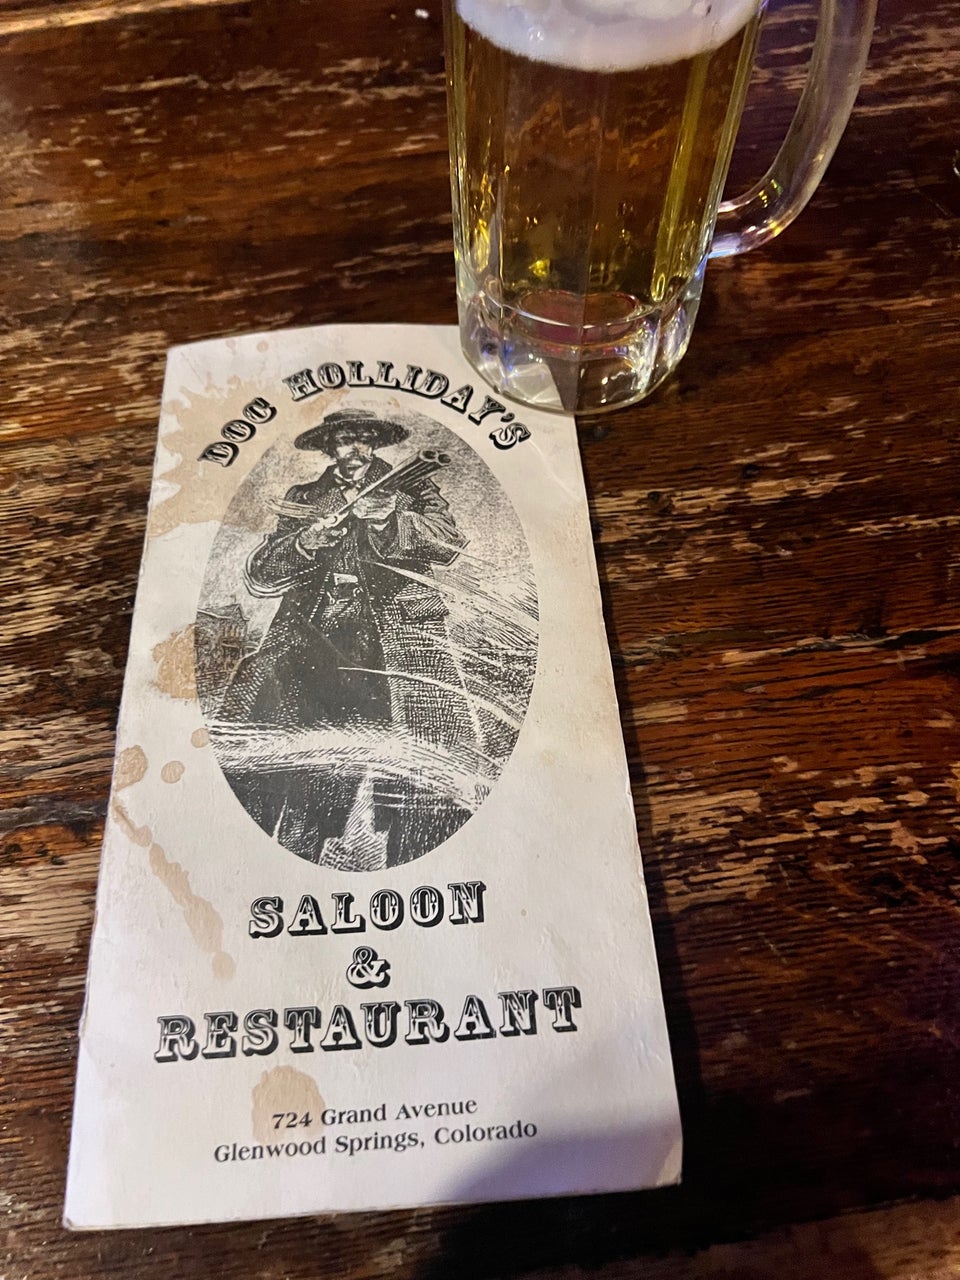 DOC HOLLIDAY'S
SALOON
&
RESTAURANT
724 Grand Avenue
Glenwood Springs, Colorado